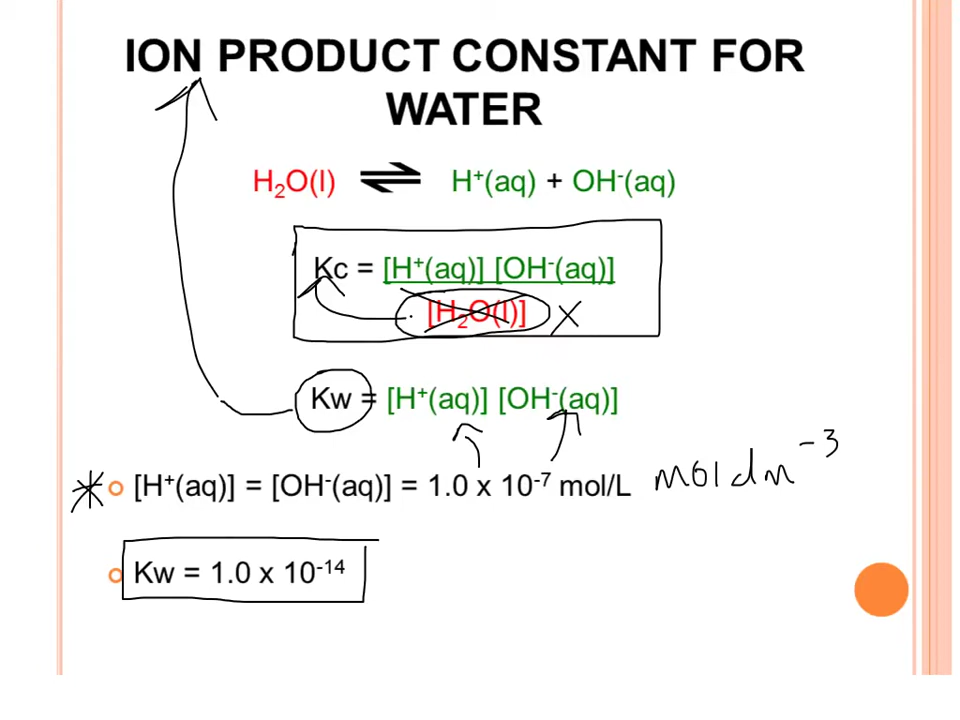 ION PRODUCT CONSTANT FOR
WATER
H₂O(l) ⇌ H⁺(aq) + OH⁻(aq)
Kc = [H⁺(aq)] [OH⁻(aq)]
[H₂O(l)] X
Kw = [H⁺(aq)] [OH⁻(aq)]
[H⁺(aq)] = [OH⁻(aq)] = 1.0 x 10⁻⁷ mol/L mol dm⁻³
Kw = 1.0 x 10⁻¹⁴